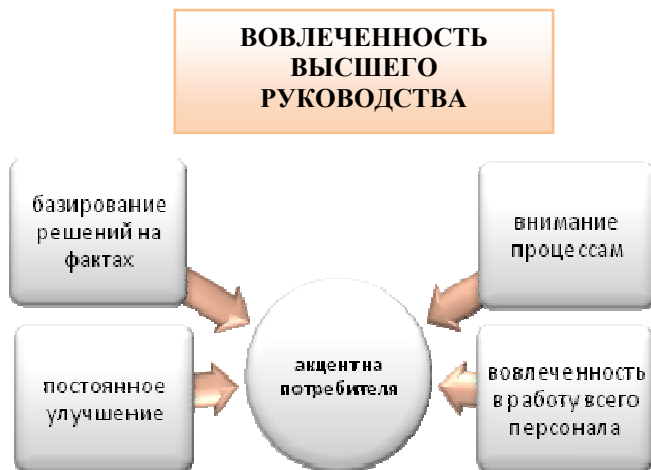 ВОВЛЕЧЕННОСТЬ
ВЫСШЕГО
РУКОВОДСТВА
базирование
решений на
фактах
внимание
процессам
акцент на
потребителя
постоянное
улучшение
вовлеченность
в работу всего
персонала